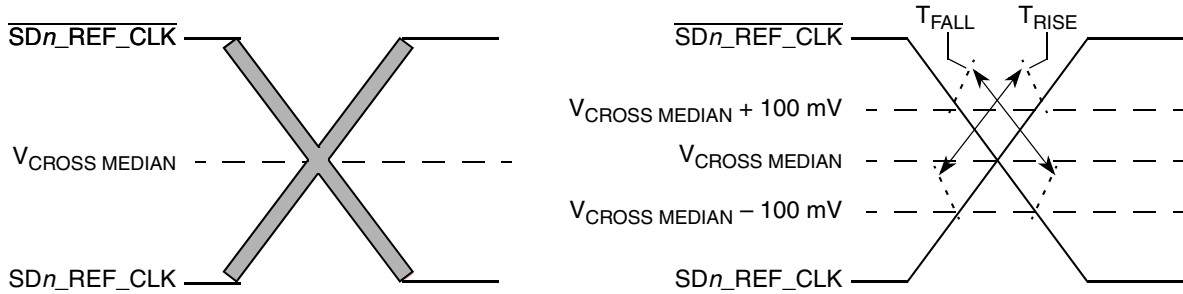 SDn_REF_CLK
V_CROSS MEDIAN
SDn_REF_CLK
T_FALL T_RISE
SDn_REF_CLK
V_CROSS MEDIAN + 100 mV
V_CROSS MEDIAN
V_CROSS MEDIAN – 100 mV
SDn_REF_CLK